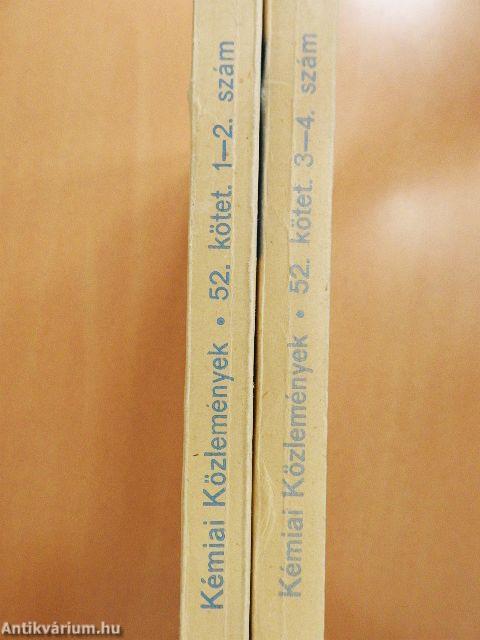 Kémiai Közlemények • 52. kötet. 1—2. szám
Kémiai Közlemények • 52. kötet. 3—4. szám
Antikvárium.hu